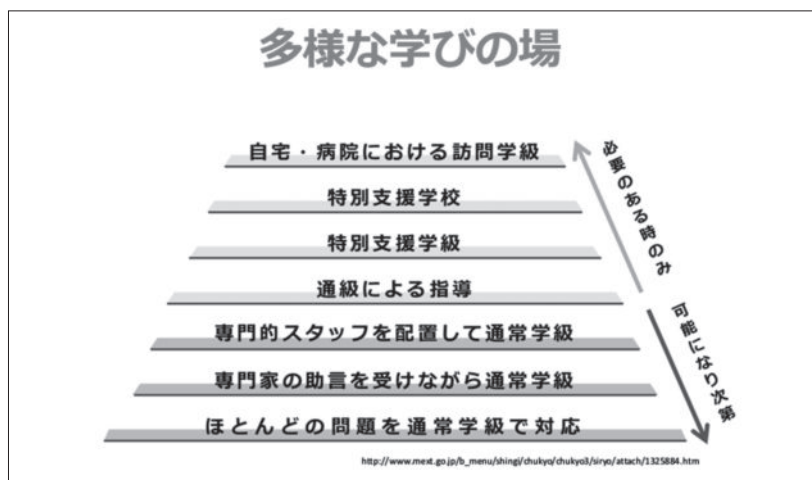 多様な学びの場
自宅・病院における訪問学級
特別支援学校
特別支援学級
通級による指導
専門的スタッフを配置して通常学級
専門家の助言を受けながら通常学級
ほとんどの問題を通常学級で対応
必要のある時のみ
可能になり次第
http://www.mext.go.jp/b_menu/shingi/chukyo/chukyo3/siryo/attach/1325884.htm